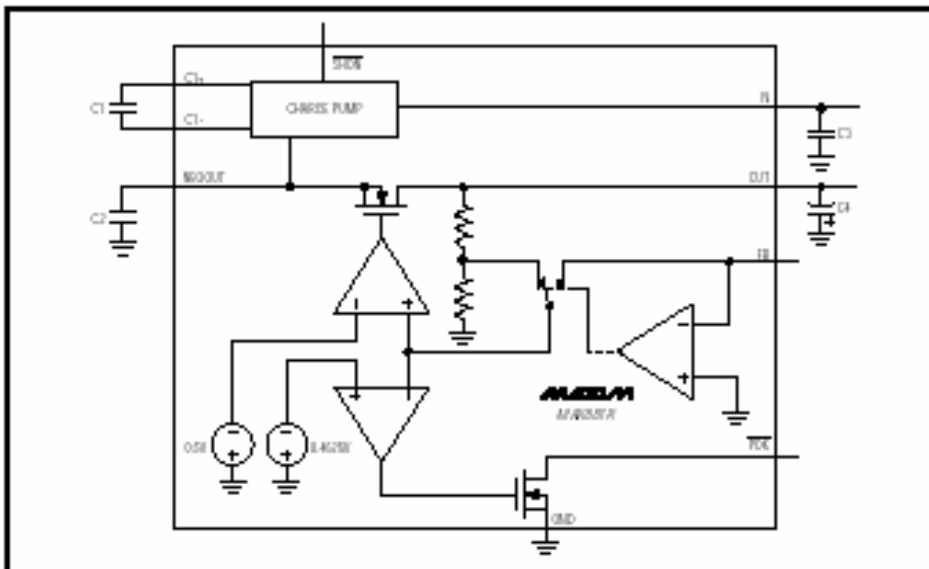 SHDN
C1+
CHARGE PUMP
IN
C1
C1-
C3
NEGOUT
OUT
C2
C4
FB
-
+
+
-
+
MAXIM
-
-
0.5V
+
+
POK
GND